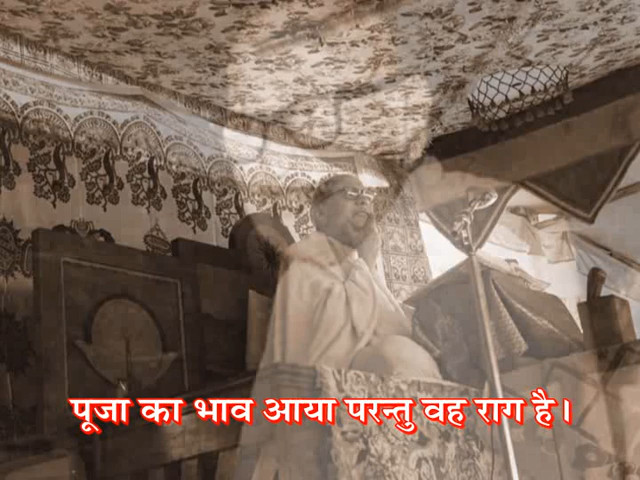 पूजा का भाव आया परन्तु वह राग है।